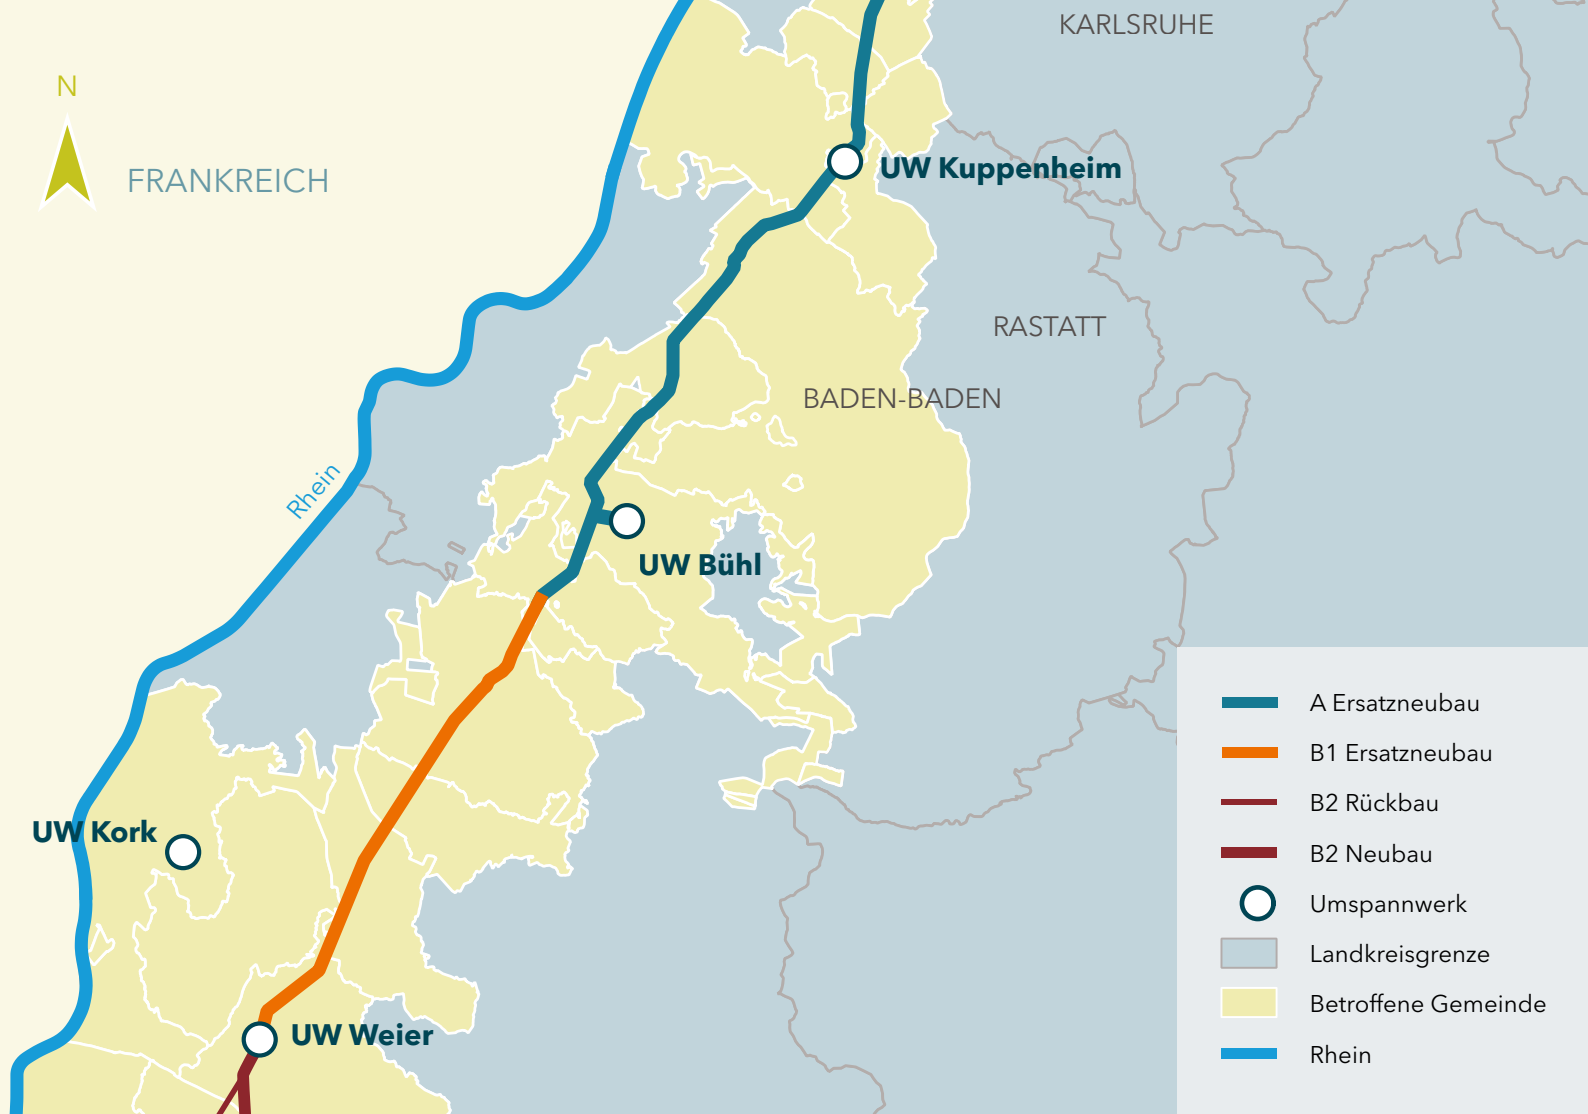 KARLSRUHE
N
FRANKREICH
UW Kuppenheim
RASTATT
BADEN-BADEN
Rhein
UW Bühl
UW Kork
UW Weier
A Ersatzneubau
B1 Ersatzneubau
B2 Rückbau
B2 Neubau
Umspannwerk
Landkreisgrenze
Betroffene Gemeinde
Rhein